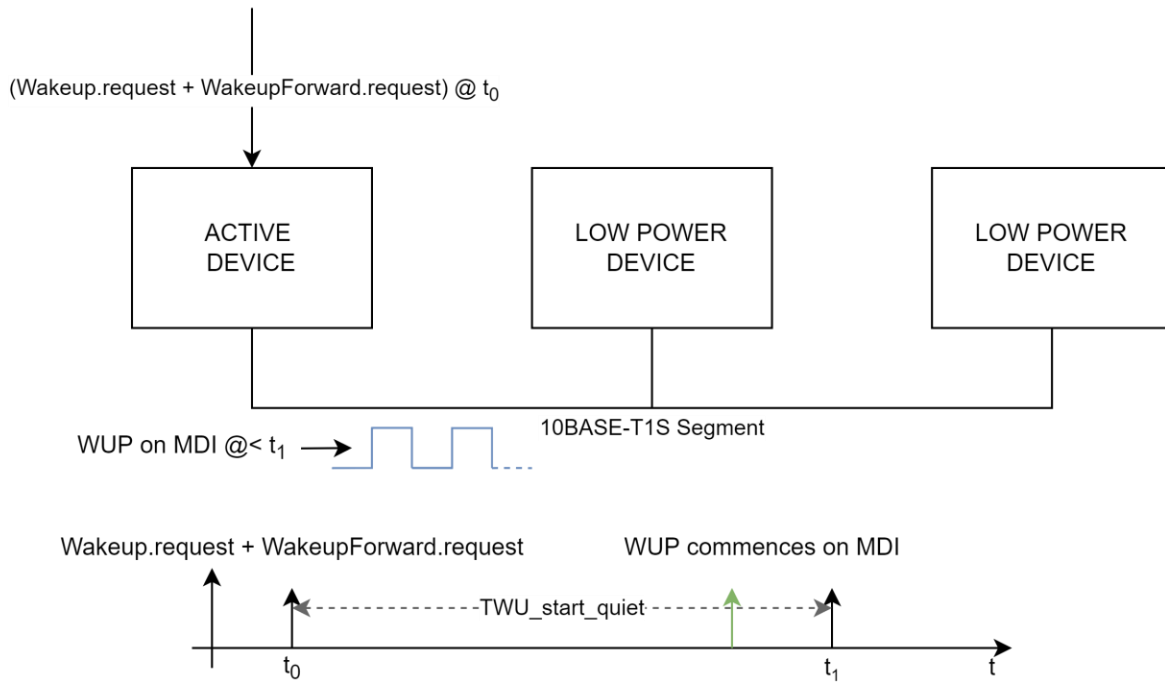 (Wakeup.request + WakeupForward.request) @ t0
ACTIVE
DEVICE
LOW POWER
DEVICE
LOW POWER
DEVICE
10BASE-T1S Segment
WUP on MDI @< t1
Wakeup.request + WakeupForward.request
WUP commences on MDI
TWU_start_quiet
t0
t1
t